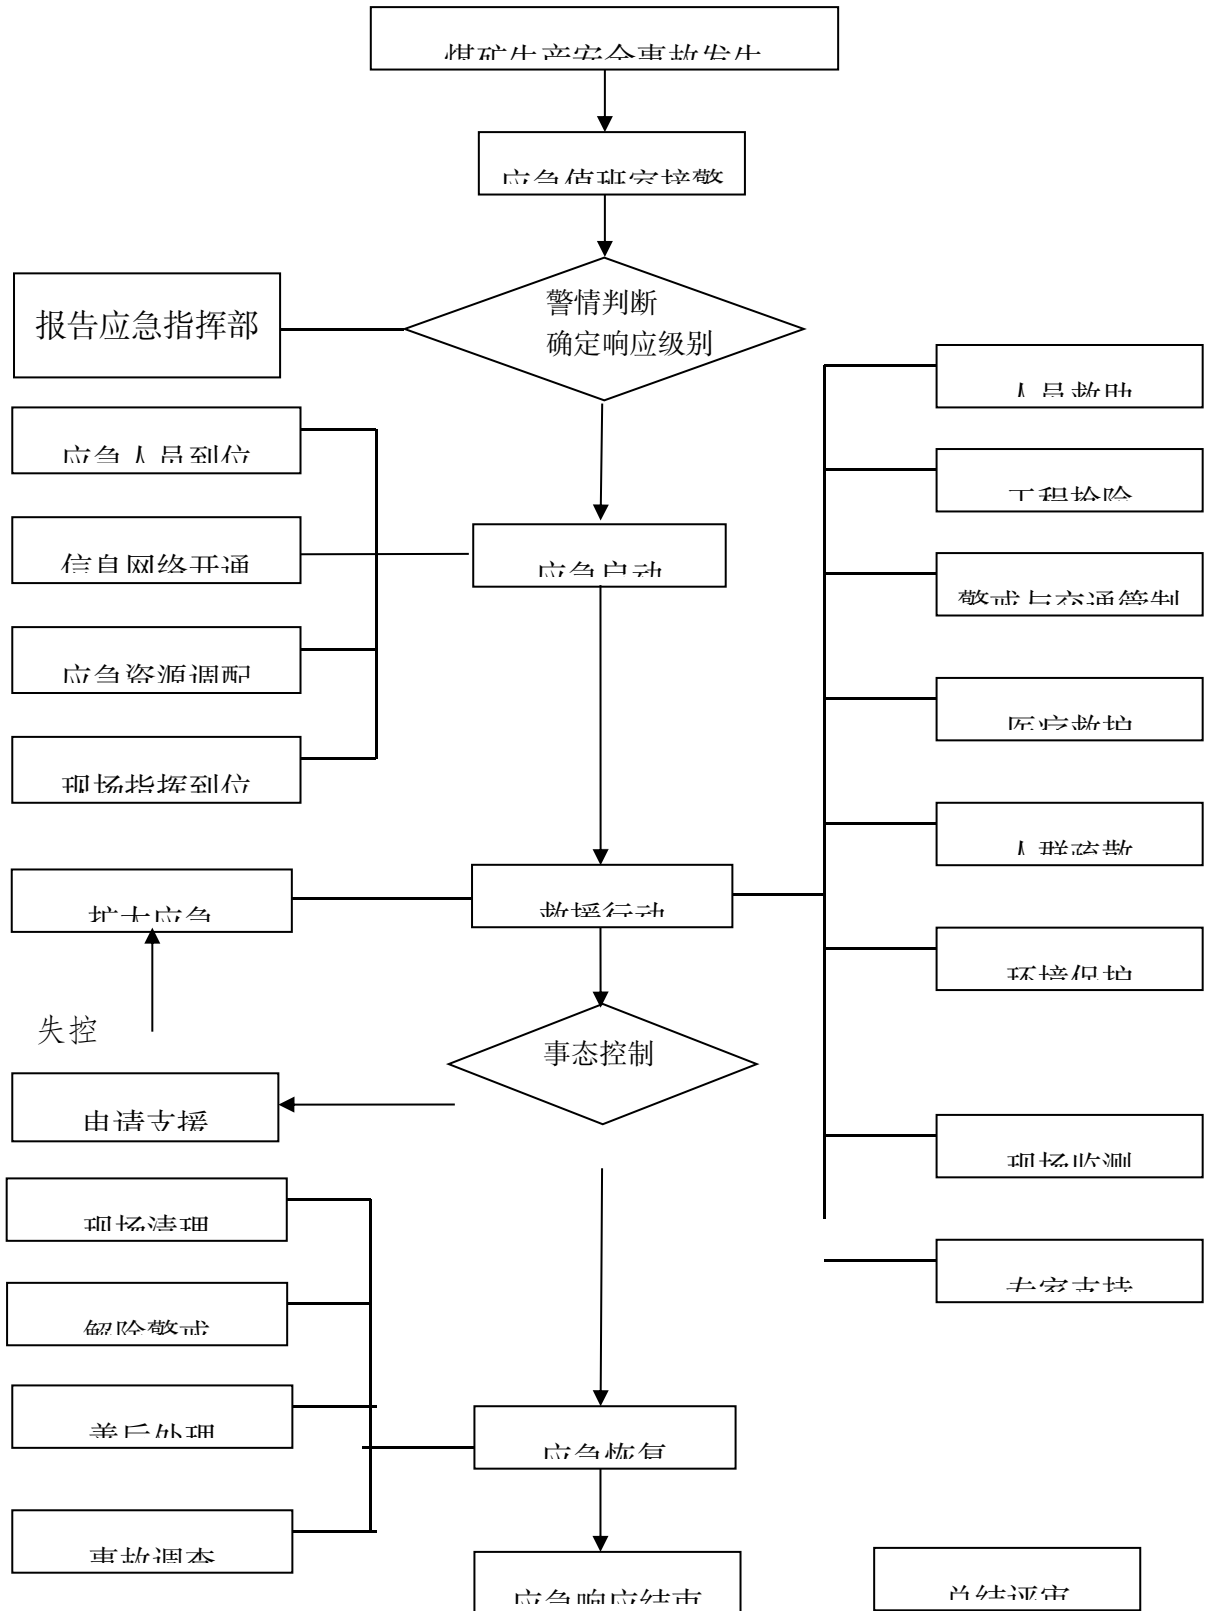 煤矿生产安全事故发生
应急值班室接警
警情判断
确定响应级别
报告应急指挥部
人员救助
应急人员到位
工程抢险
信息网络开通
应急启动
警戒与交通管制
应急资源调配
医疗救护
现场指挥到位
人群疏散
扩大应急
救援行动
环境保护
失控
事态控制
申请支援
现场监测
现场清理
专家支持
解除警戒
善后处理
应急恢复
事故调查
应急响应结束
总结评审